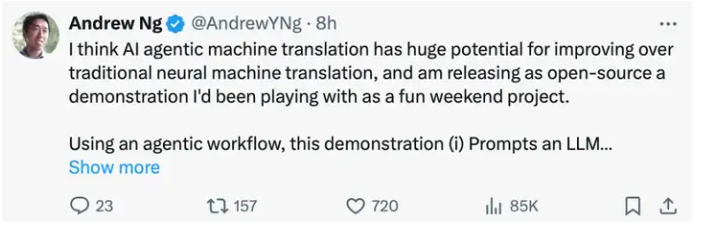 Andrew Ng @AndrewYNg · 8h
I think AI agentic machine translation has huge potential for improving over
traditional neural machine translation, and am releasing as open-source a
demonstration I'd been playing with as a fun weekend project.
Using an agentic workflow, this demonstration (i) Prompts an LLM...
Show more
23 157 720 85K